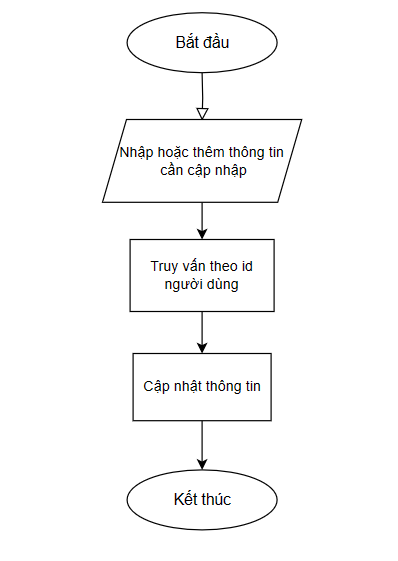 Bắt đầu
Nhập hoặc thêm thông tin
cần cập nhập
Truy vấn theo id
người dùng
Cập nhật thông tin
Kết thúc